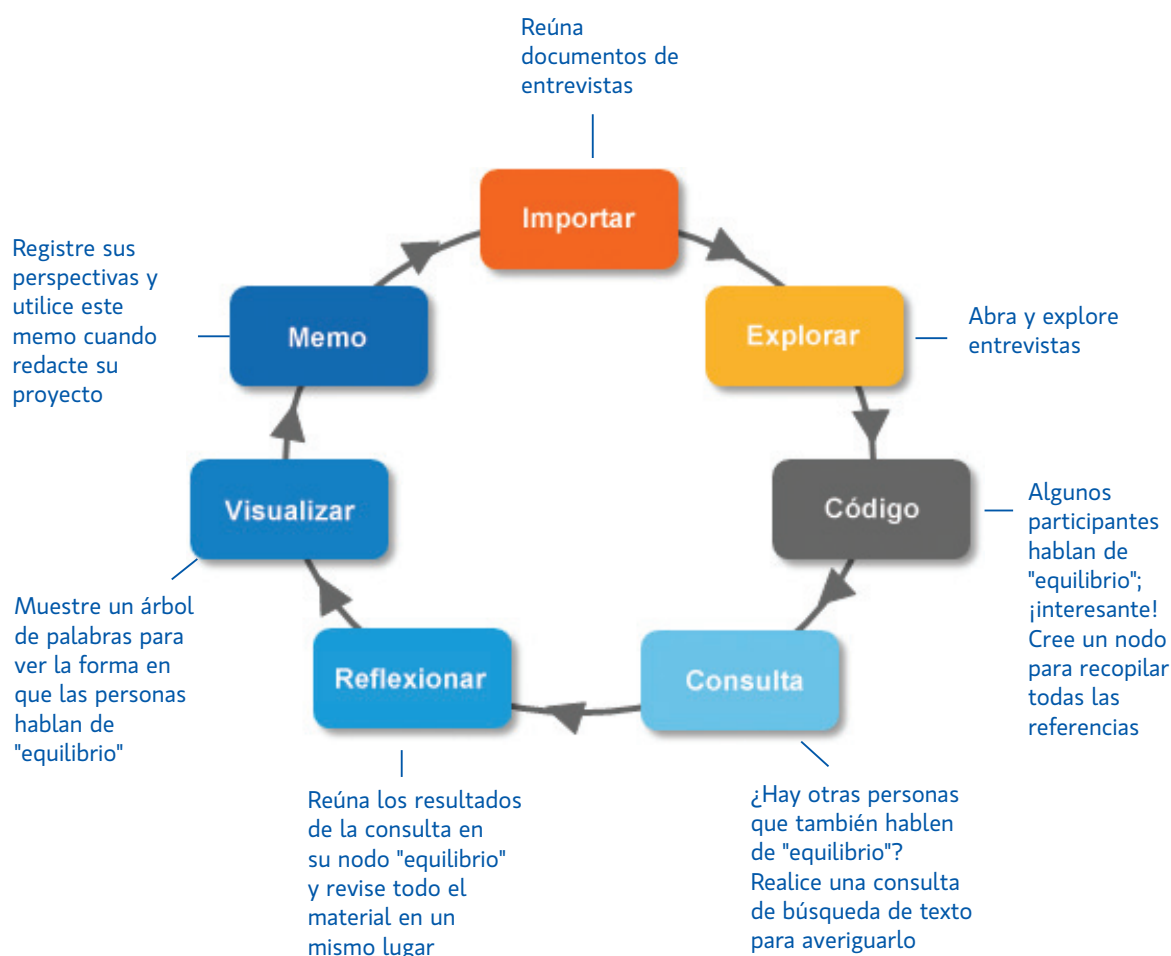 Reúna
documentos de
entrevistas
Importar
Explorar
Abra y explore
entrevistas
Código
Algunos
participantes
hablan de
"equilibrio";
¡interesante!
Cree un nodo
para recopilar
todas las
referencias
Consulta
¿Hay otras personas
que también hablen
de "equilibrio"?
Realice una consulta
de búsqueda de texto
para averiguarlo
Reflexionar
Reúna los resultados
de la consulta en
su nodo "equilibrio"
y revise todo el
material en un
mismo lugar
Visualizar
Muestre un árbol
de palabras para
ver la forma en
que las personas
hablan de
"equilibrio"
Memo
Registre sus
perspectivas y
utilice este
memo cuando
redacte su
proyecto